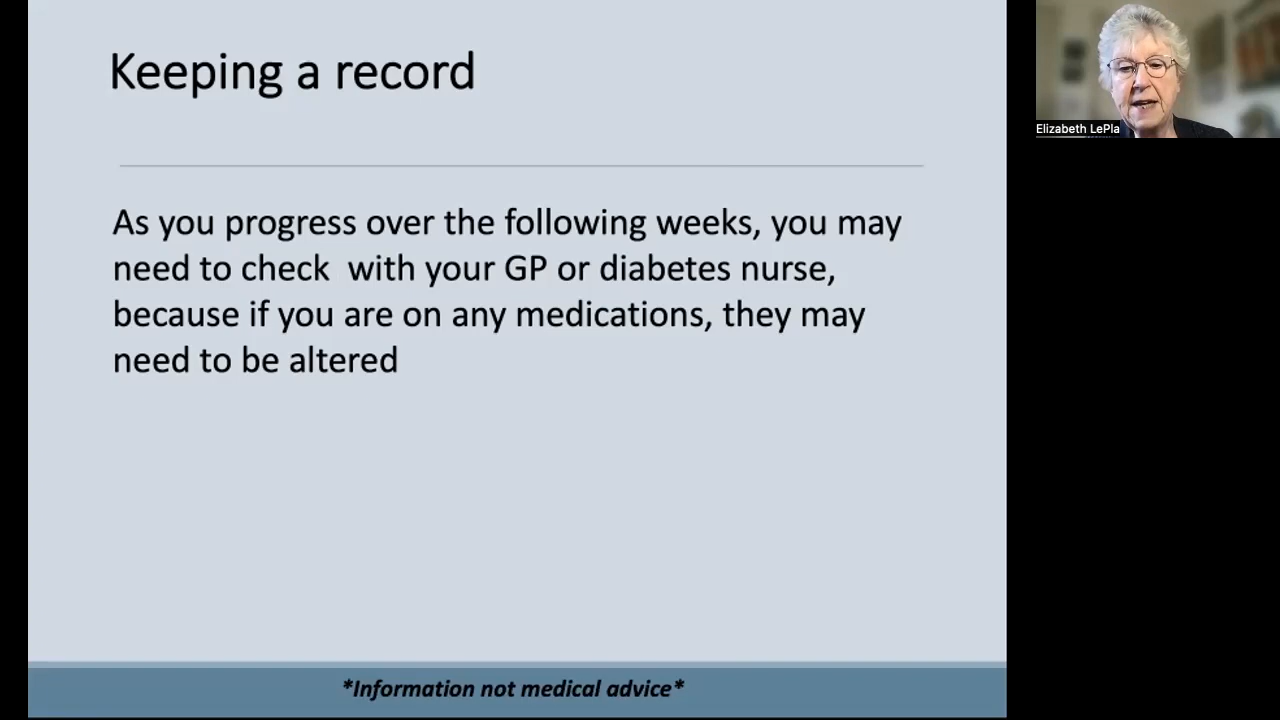 Keeping a record
As you progress over the following weeks, you may
need to check  with your GP or diabetes nurse,
because if you are on any medications, they may
need to be altered
*Information not medical advice*
Elizabeth LePla